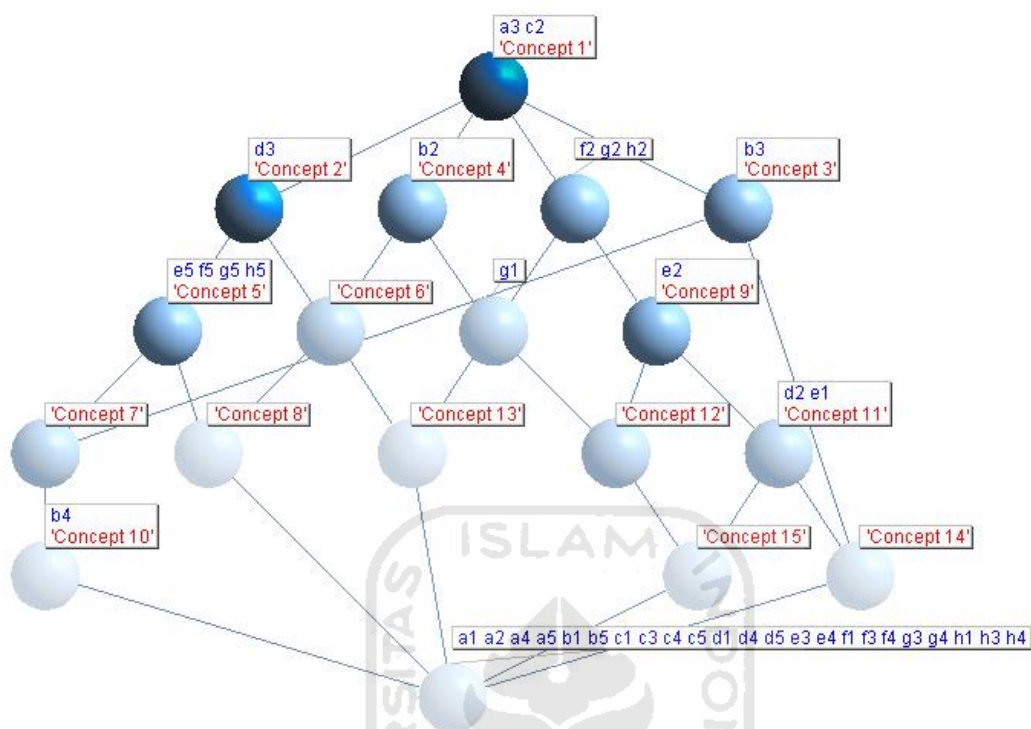 a3 c2
'Concept 1'
d3
'Concept 2'
b2
'Concept 4'
f2 g2 h2
b3
'Concept 3'
e5 f5 g5 h5
'Concept 5'
'Concept 6'
g1
e2
'Concept 9'
'Concept 7'
'Concept 8'
'Concept 13'
'Concept 12'
d2 e1
'Concept 11'
b4
'Concept 10'
'Concept 15'
'Concept 14'
ISLAM
a1 a2 a4 a5 b1 b5 c1 c3 c4 c5 d1 d4 d5 e3 e4 f1 f3 f4 g3 g4 h1 h3 h4